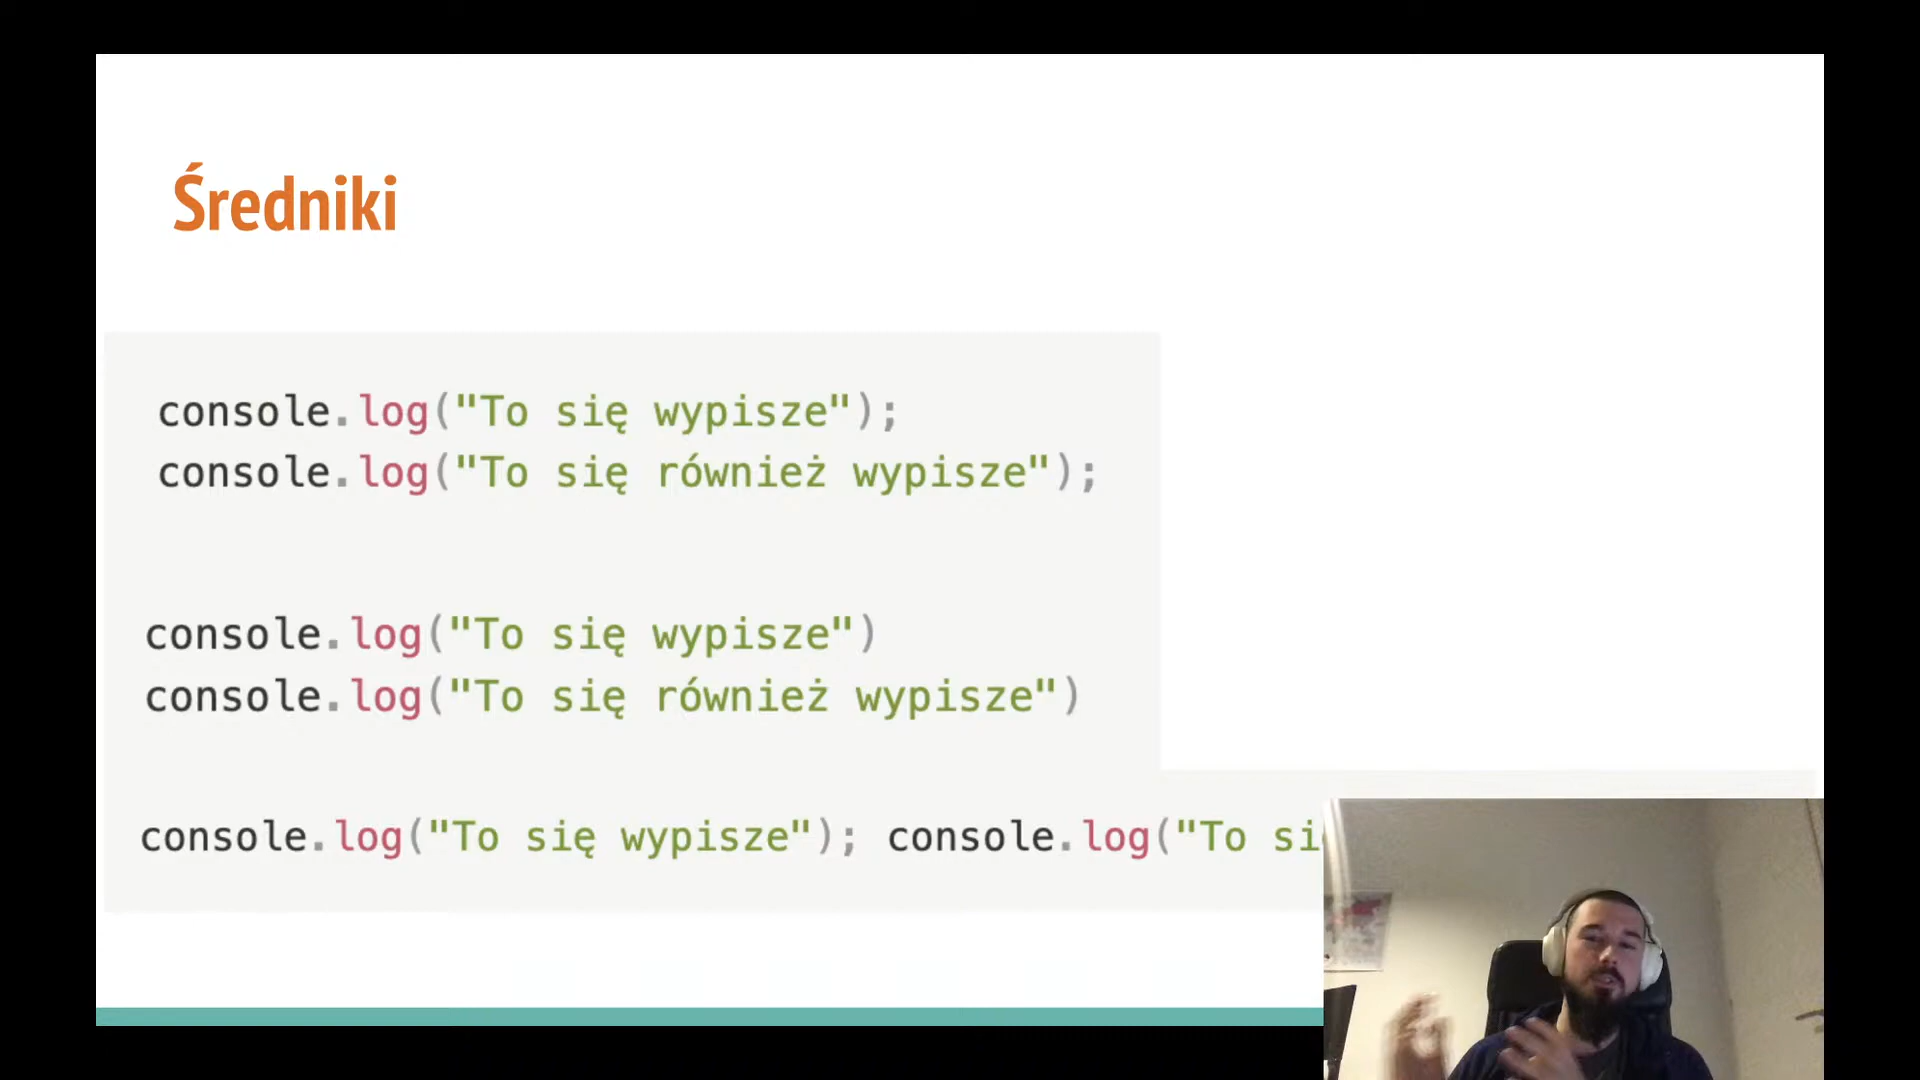 Średniki
console.log("To się wypisze");
console.log("To się również wypisze");
console.log("To się wypisze")
console.log("To się również wypisze")
console.log("To się wypisze"); console.log("To